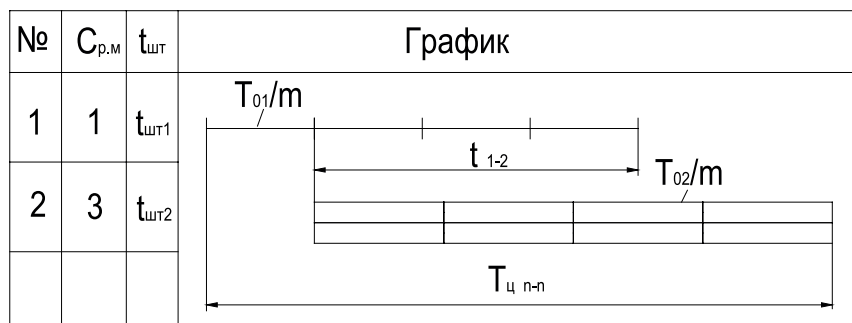 № Cр.м tшт График
T01/m
1 1 tшт1
t 1-2
T02/m
2 3 tшт2
Tц п-п